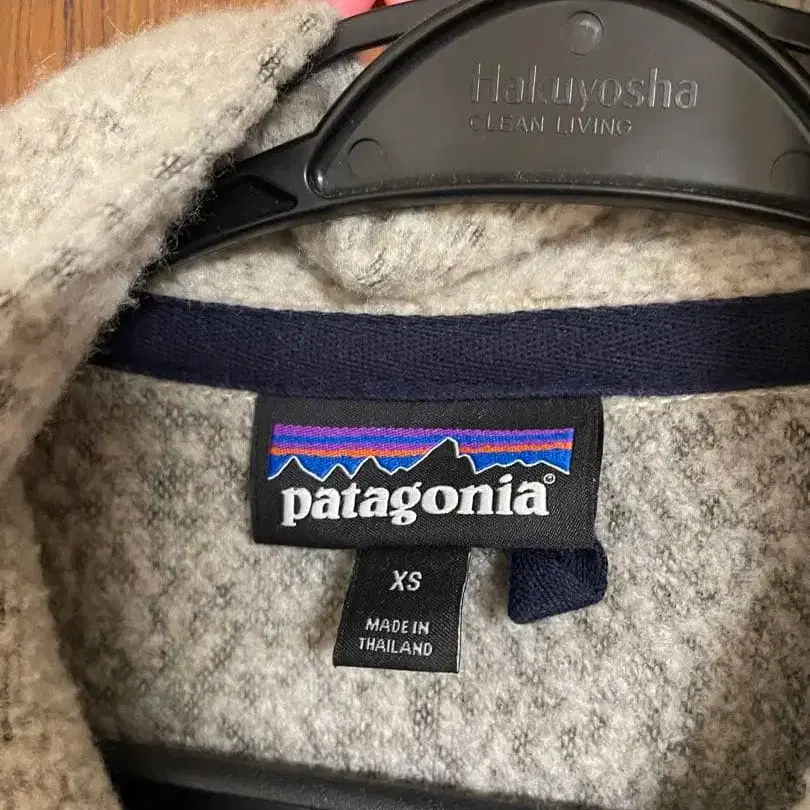 Hakuyosha
CLEAN LIVING
patagonia®
XS
MADE IN
THAILAND